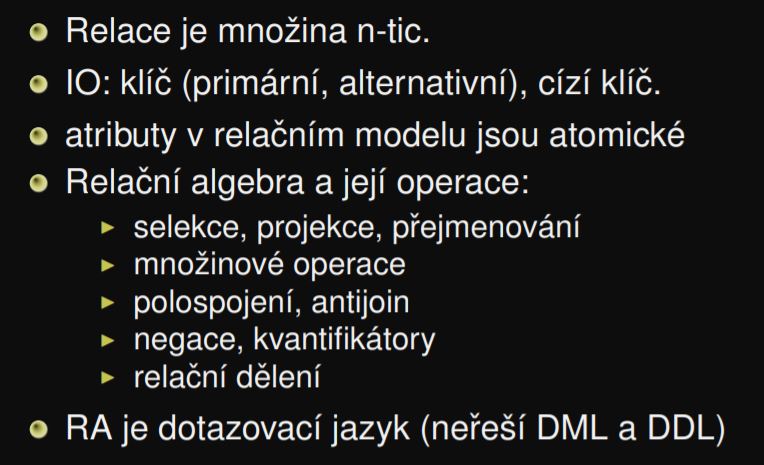 Relace je množina n-tic.
IO: klíč (primární, alternativní), cízí klíč.
atributy v relačním modelu jsou atomické
Relační algebra a její operace:
selekce, projekce, přejmenování
množinové operace
polospojení, antijoin
negace, kvantifikátory
relační dělení
RA je dotazovací jazyk (neřeší DML a DDL)